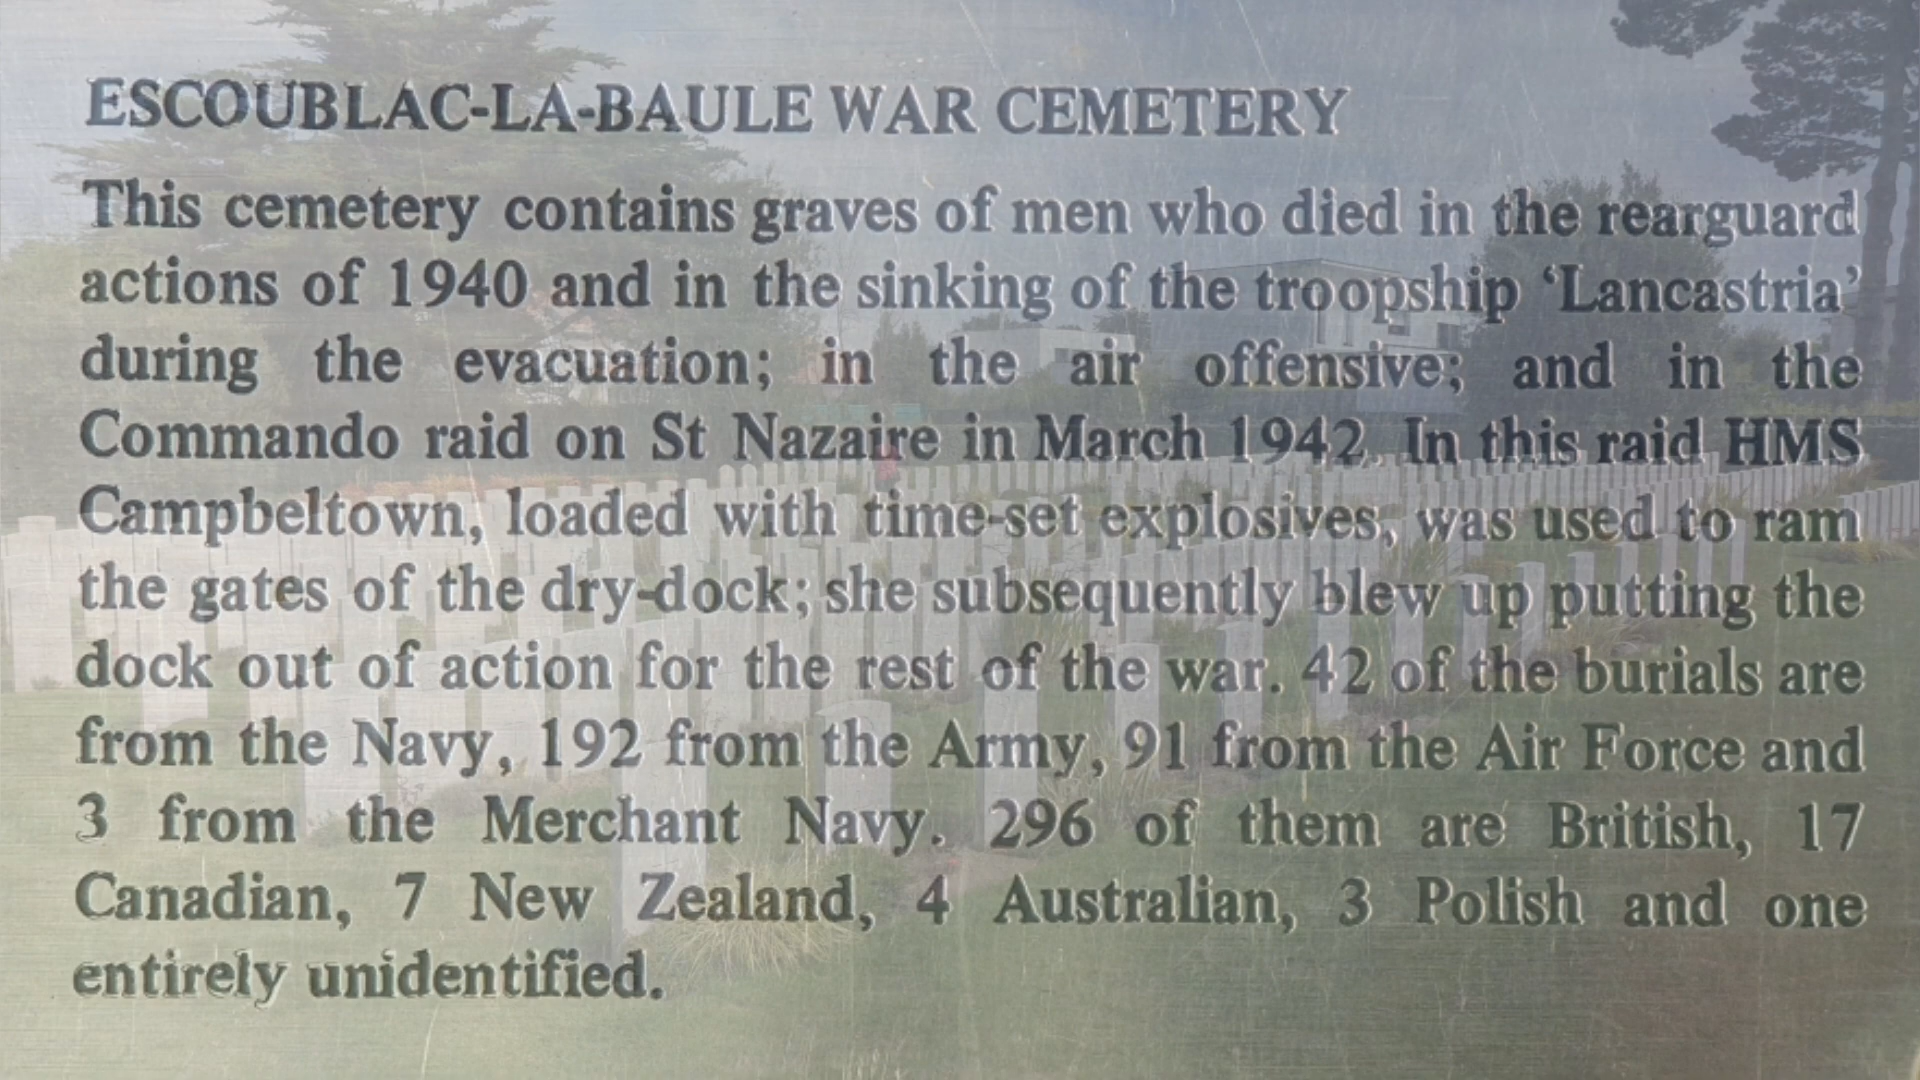 ESCOUBLAC-LA-BAULE WAR CEMETERY
This cemetery contains graves of men who died in the rearguard
actions of 1940 and in the sinking of the troopship ‘Lancastria’
during the evacuation; in the air offensive; and in the
Commando raid on St Nazaire in March 1942. In this raid HMS
Campbeltown, loaded with time-set explosives, was used to ram
the gates of the dry-dock; she subsequently blew up putting the
dock out of action for the rest of the war. 42 of the burials are
from the Navy, 192 from the Army, 91 from the Air Force and
3 from the Merchant Navy. 296 of them are British, 17
Canadian, 7 New Zealand, 4 Australian, 3 Polish and one
entirely unidentified.